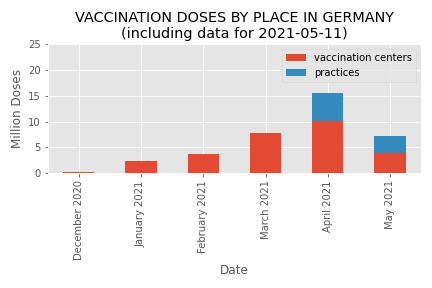 VACCINATION DOSES BY PLACE IN GERMANY
(including data for 2021-05-11)
25
20
15
10
5
0
Million Doses
vaccination centers
practices
December 2020
January 2021
February 2021
March 2021
April 2021
May 2021
Date